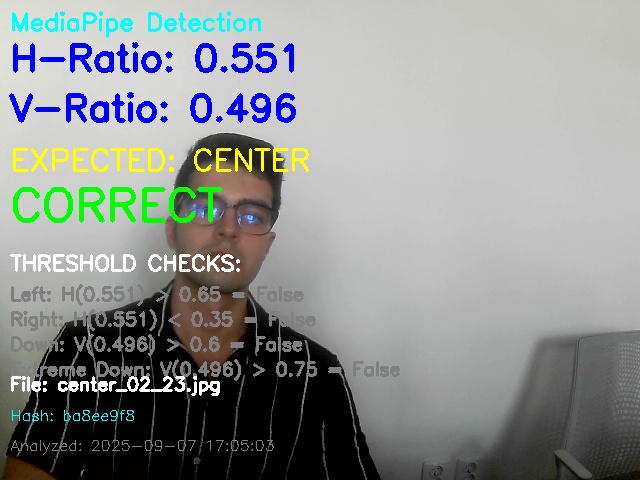 MediaPipe Detection
H-Ratio: 0.551
V-Ratio: 0.496
EXPECTED: CENTER
CORRECT
THRESHOLD CHECKS:
Left: H(0.551) > 0.65 = False
Right: H(0.551) < 0.35 = False
Down: V(0.496) > 0.6 = False
Extreme Down: V(0.496) > 0.75 = False
File: center_02_23.jpg
Hash: ba8ee9f8
Analyzed: 2025-09-07 17:05:03